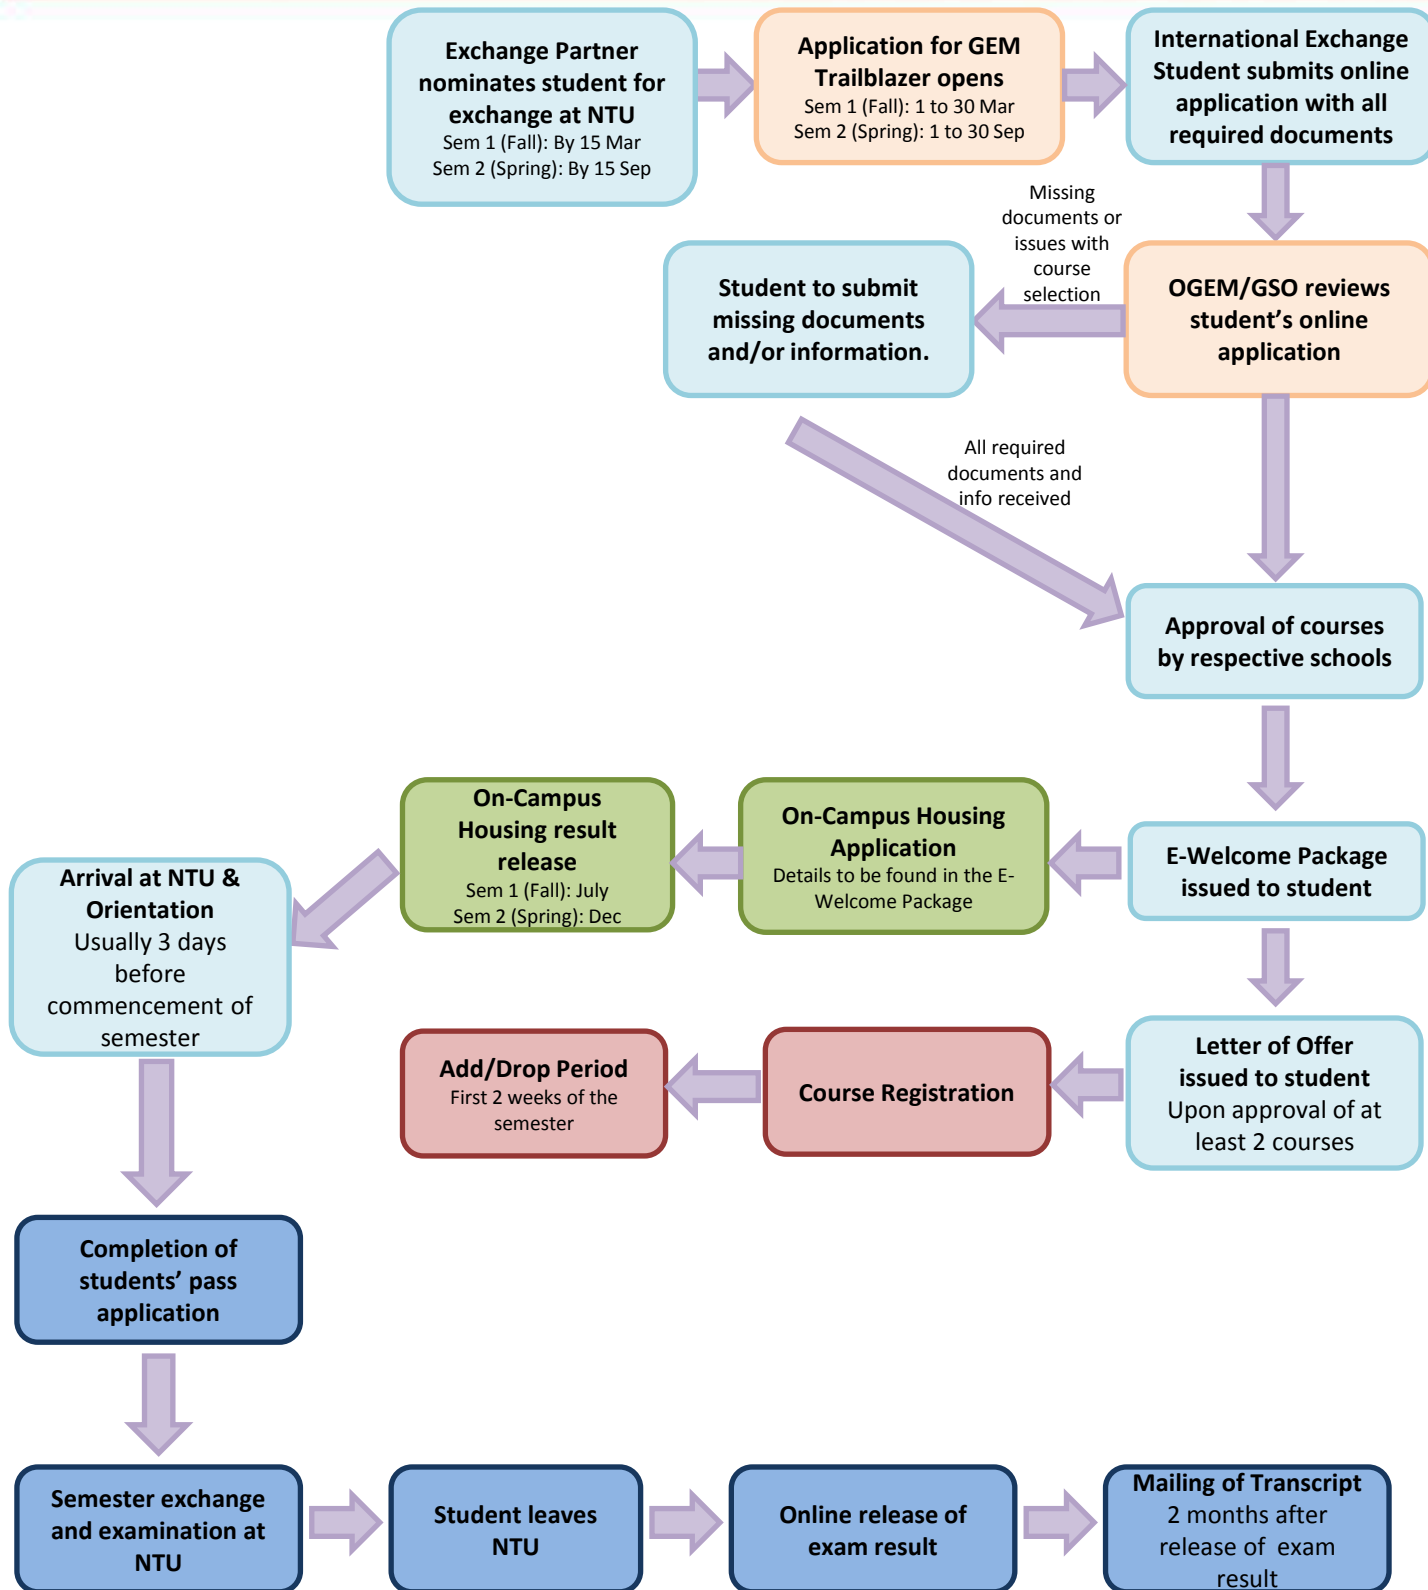 Exchange Partner
nominates student for
exchange at NTU
Sem 1 (Fall): By 15 Mar
Sem 2 (Spring): By 15 Sep
Application for GEM
Trailblazer opens
Sem 1 (Fall): 1 to 30 Mar
Sem 2 (Spring): 1 to 30 Sep
International Exchange
Student submits online
application with all
required documents
Missing
documents or
issues with
course
selection
OGEM/GSO reviews
student’s online
application
Student to submit
missing documents
and/or information.
All required
documents and
info received
Approval of courses
by respective schools
E-Welcome Package
issued to student
On-Campus Housing
Application
Details to be found in the E-
Welcome Package
On-Campus
Housing result
release
Sem 1 (Fall): July
Sem 2 (Spring): Dec
Arrival at NTU &
Orientation
Usually 3 days
before
commencement of
semester
Letter of Offer
issued to student
Upon approval of at
least 2 courses
Course Registration
Add/Drop Period
First 2 weeks of the
semester
Completion of
students’ pass
application
Semester exchange
and examination at
NTU
Student leaves
NTU
Online release of
exam result
Mailing of Transcript
2 months after
release of exam
result